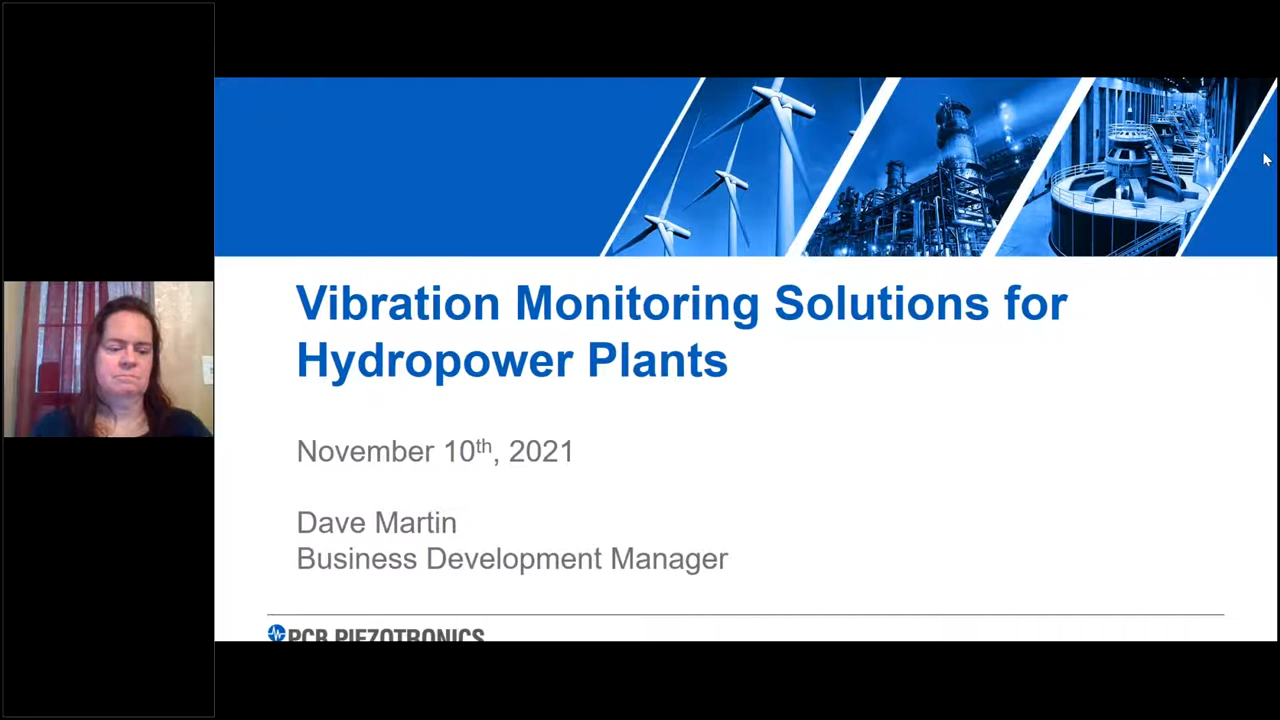 Vibration Monitoring Solutions for
Hydropower Plants
November 10th, 2021
Dave Martin
Business Development Manager
PCB PIEZOTRONICS